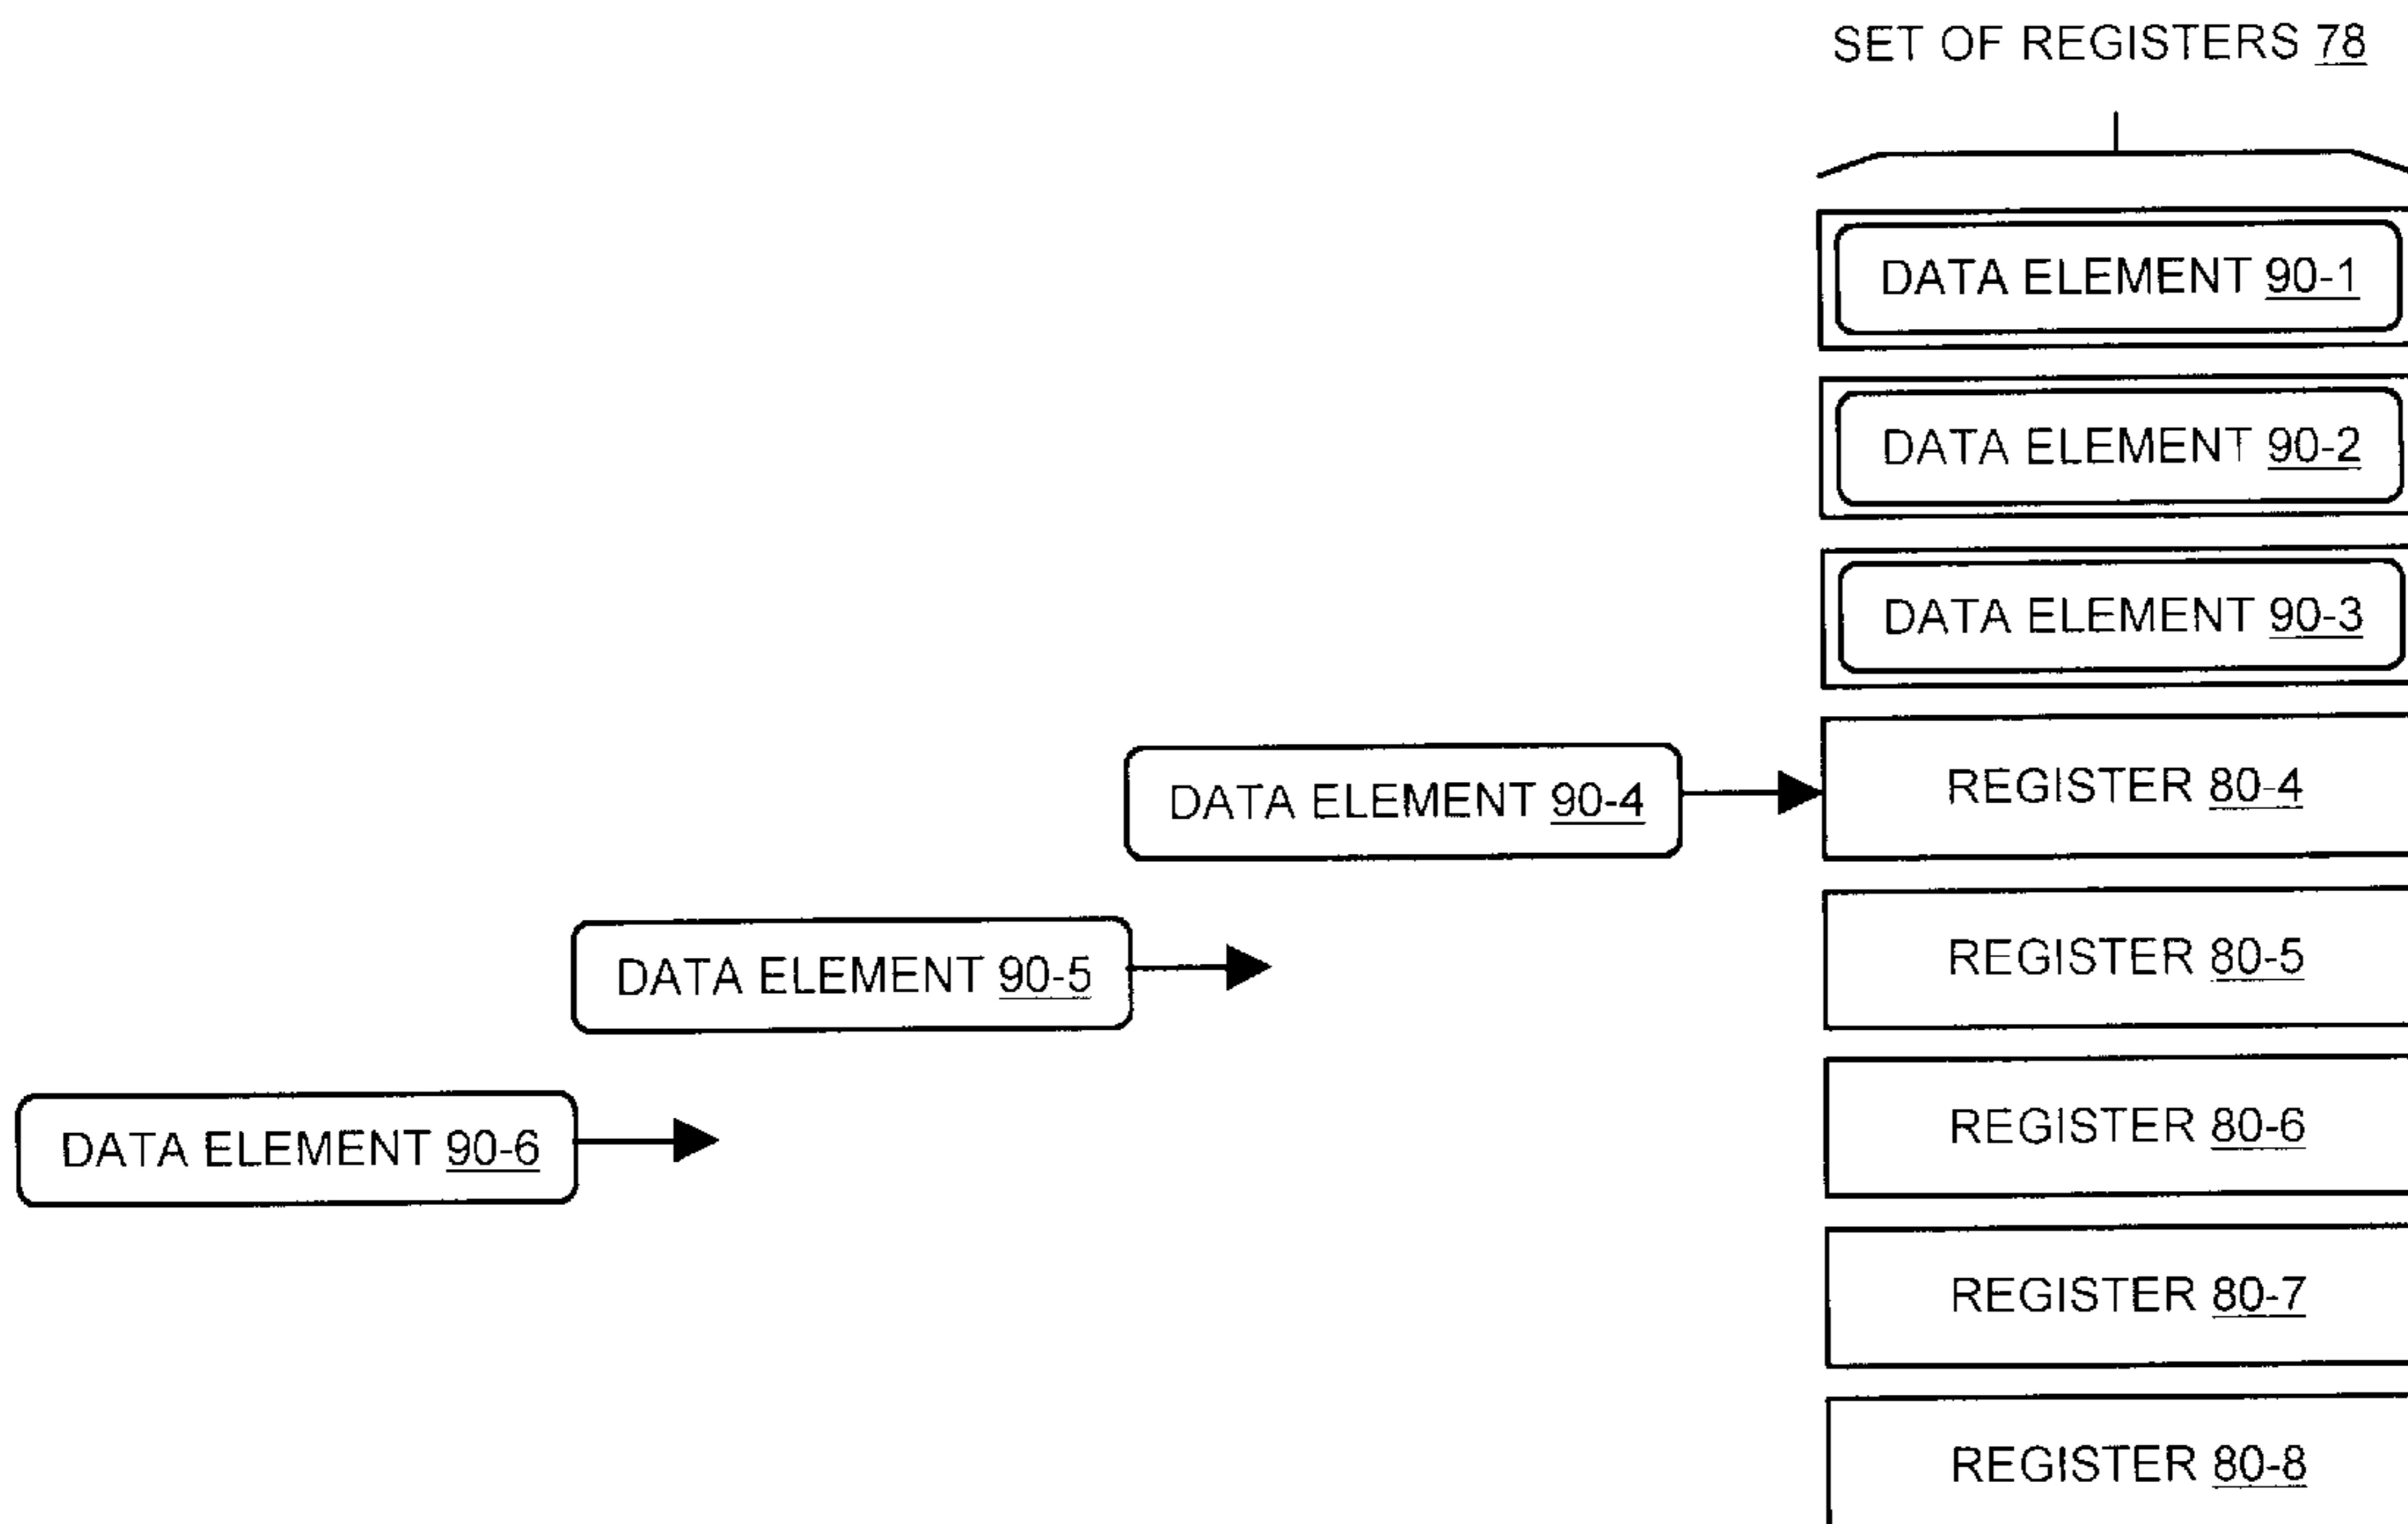 SET OF REGISTERS 78
DATA ELEMENT 90-1
DATA ELEMENT 90-2
DATA ELEMENT 90-3
DATA ELEMENT 90-4
REGISTER 80-4
DATA ELEMENT 90-5
REGISTER 80-5
DATA ELEMENT 90-6
REGISTER 80-6
REGISTER 80-7
REGISTER 80-8